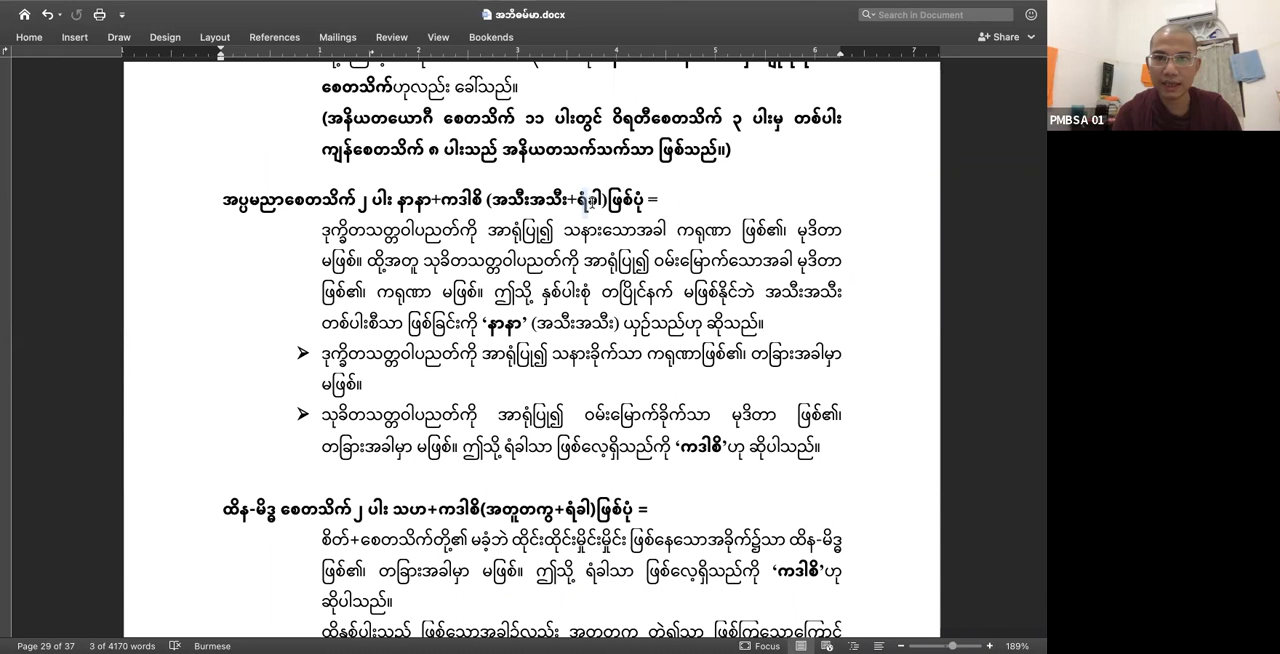 အဘိဓမ်မာ.docx
Search in Document
Home Insert Draw Design Layout References Mailings Review View Bookends
Share
1 1 2 3 4 5 6 7
စေတသိက်ဟုလည်း ခေါ်သည်။
(အနိယတယောဂီ စေတသိက် ၁၁ ပါးတွင် ဝိရတီစေတသိက် ၃ ပါးမှ တစ်ပါး
ကျန်စေတသိက် ၈ ပါးသည် အနိယတသက်သက်သာ ဖြစ်သည်။)
အပ္ပမညာစေတသိက်၂ ပါး နာနာ+ကဒါစိ (အသီးအသီး+ရံခါ)ဖြစ်ပုံ =
ဒုက္ခိတသတ္တဝါပညတ်ကို အာရုံပြု၍ သနားသောအခါ ကရုဏာ ဖြစ်၏၊ မုဒိတာ
မဖြစ်။ ထို့အတူ သုခိတသတ္တဝါပညတ်ကို အာရုံပြု၍ ဝမ်းမြောက်သောအခါ မုဒိတာ
ဖြစ်၏၊ ကရုဏာ မဖြစ်။ ဤသို့ နှစ်ပါးစုံ တပြိုင်နက် မဖြစ်နိုင်ဘဲ အသီးအသီး
တစ်ပါးစီသာ ဖြစ်ခြင်းကို ‘နာနာ’ (အသီးအသီး) ယှဉ်သည်ဟု ဆိုသည်။
➤ ဒုက္ခိတသတ္တဝါပညတ်ကို အာရုံပြု၍ သနားခိုက်သာ ကရုဏာဖြစ်၏၊ တခြားအခါမှာ
မဖြစ်။
➤ သုခိတသတ္တဝါပညတ်ကို အာရုံပြု၍ ဝမ်းမြောက်ခိုက်သာ မုဒိတာ ဖြစ်၏၊
တခြားအခါမှာ မဖြစ်။ ဤသို့ ရံခါသာ ဖြစ်လေ့ရှိသည်ကို ‘ကဒါစိ’ဟု ဆိုပါသည်။
ထိန-မိဒ္ဓ စေတသိက်၂ ပါး သဟ+ကဒါစိ(အတူတကွ+ရံခါ)ဖြစ်ပုံ =
စိတ်+စေတသိက်တို့၏ မခံ့ဘဲ ထိုင်းထိုင်းမှိုင်းမှိုင်း ဖြစ်နေသောအခိုက်၌သာ ထိန-မိဒ္ဓ
ဖြစ်၏၊ တခြားအခါမှာ မဖြစ်။ ဤသို့ ရံခါသာ ဖြစ်လေ့ရှိသည်ကို ‘ကဒါစိ’ဟု
ဆိုပါသည်။
Page 29 of 37 3 of 4170 words Burmese Focus 189%
PMBSA 01